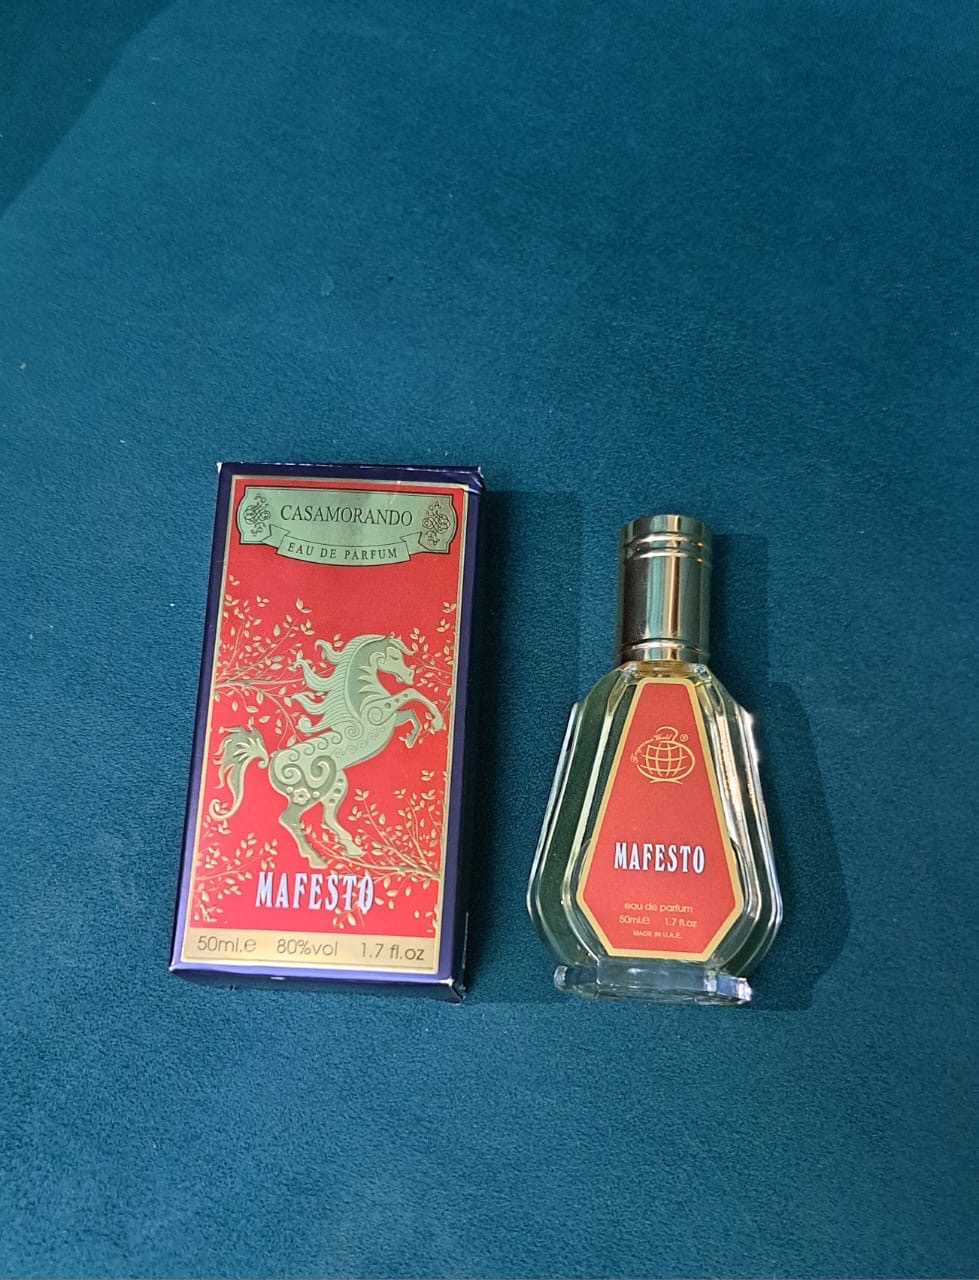 CASAMORANDO
EAU DE PARFUM
MAFESTO
50ml.e 80%vol 1.7 fl.oz
®
MAFESTO
eau de parfum
50ml.e 1.7 fl.oz
MADE IN U.A.E.